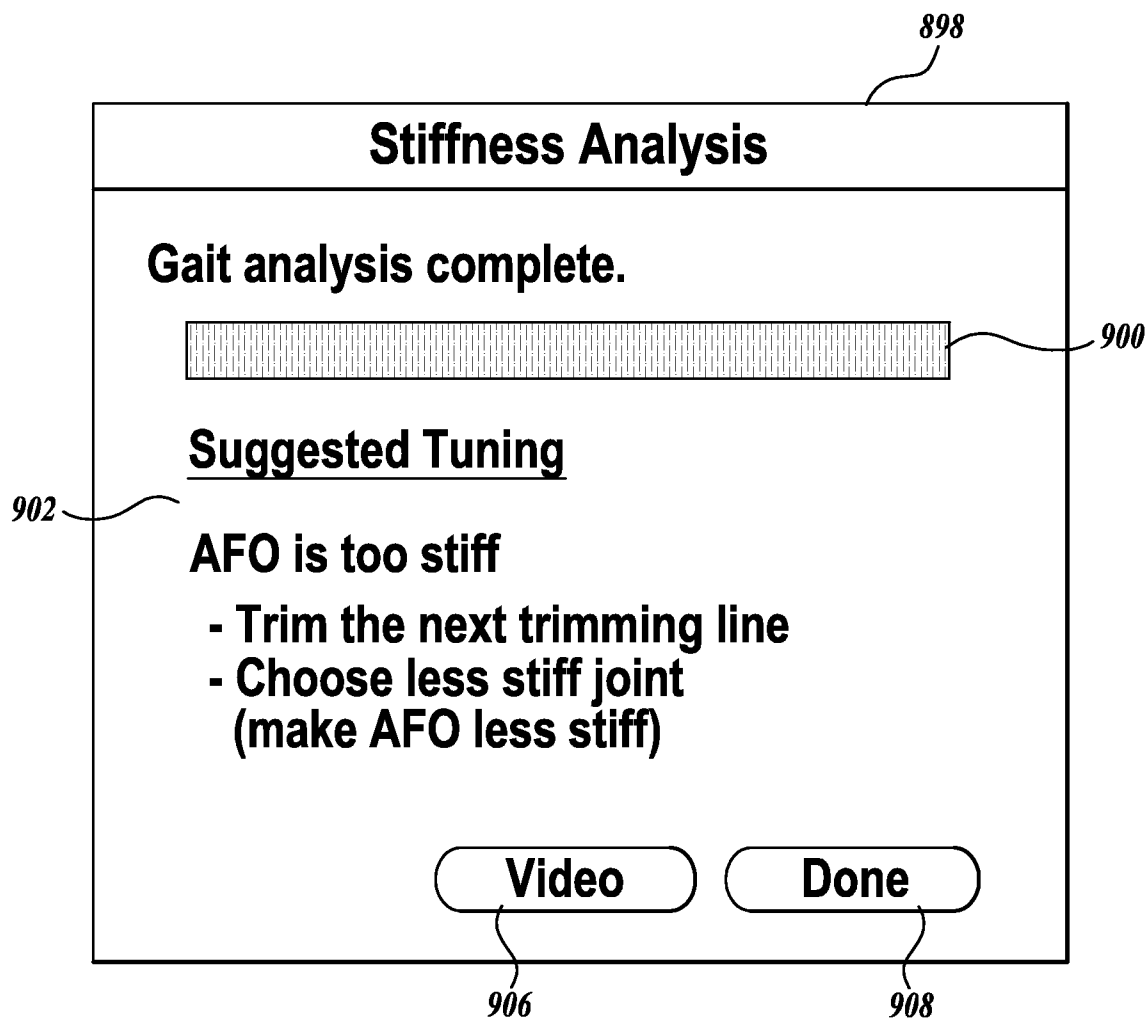 898
Stiffness Analysis
Gait analysis complete.
900
Suggested Tuning
902
AFO is too stiff
- Trim the next trimming line
- Choose less stiff joint
(make AFO less stiff)
Video
Done
906
908